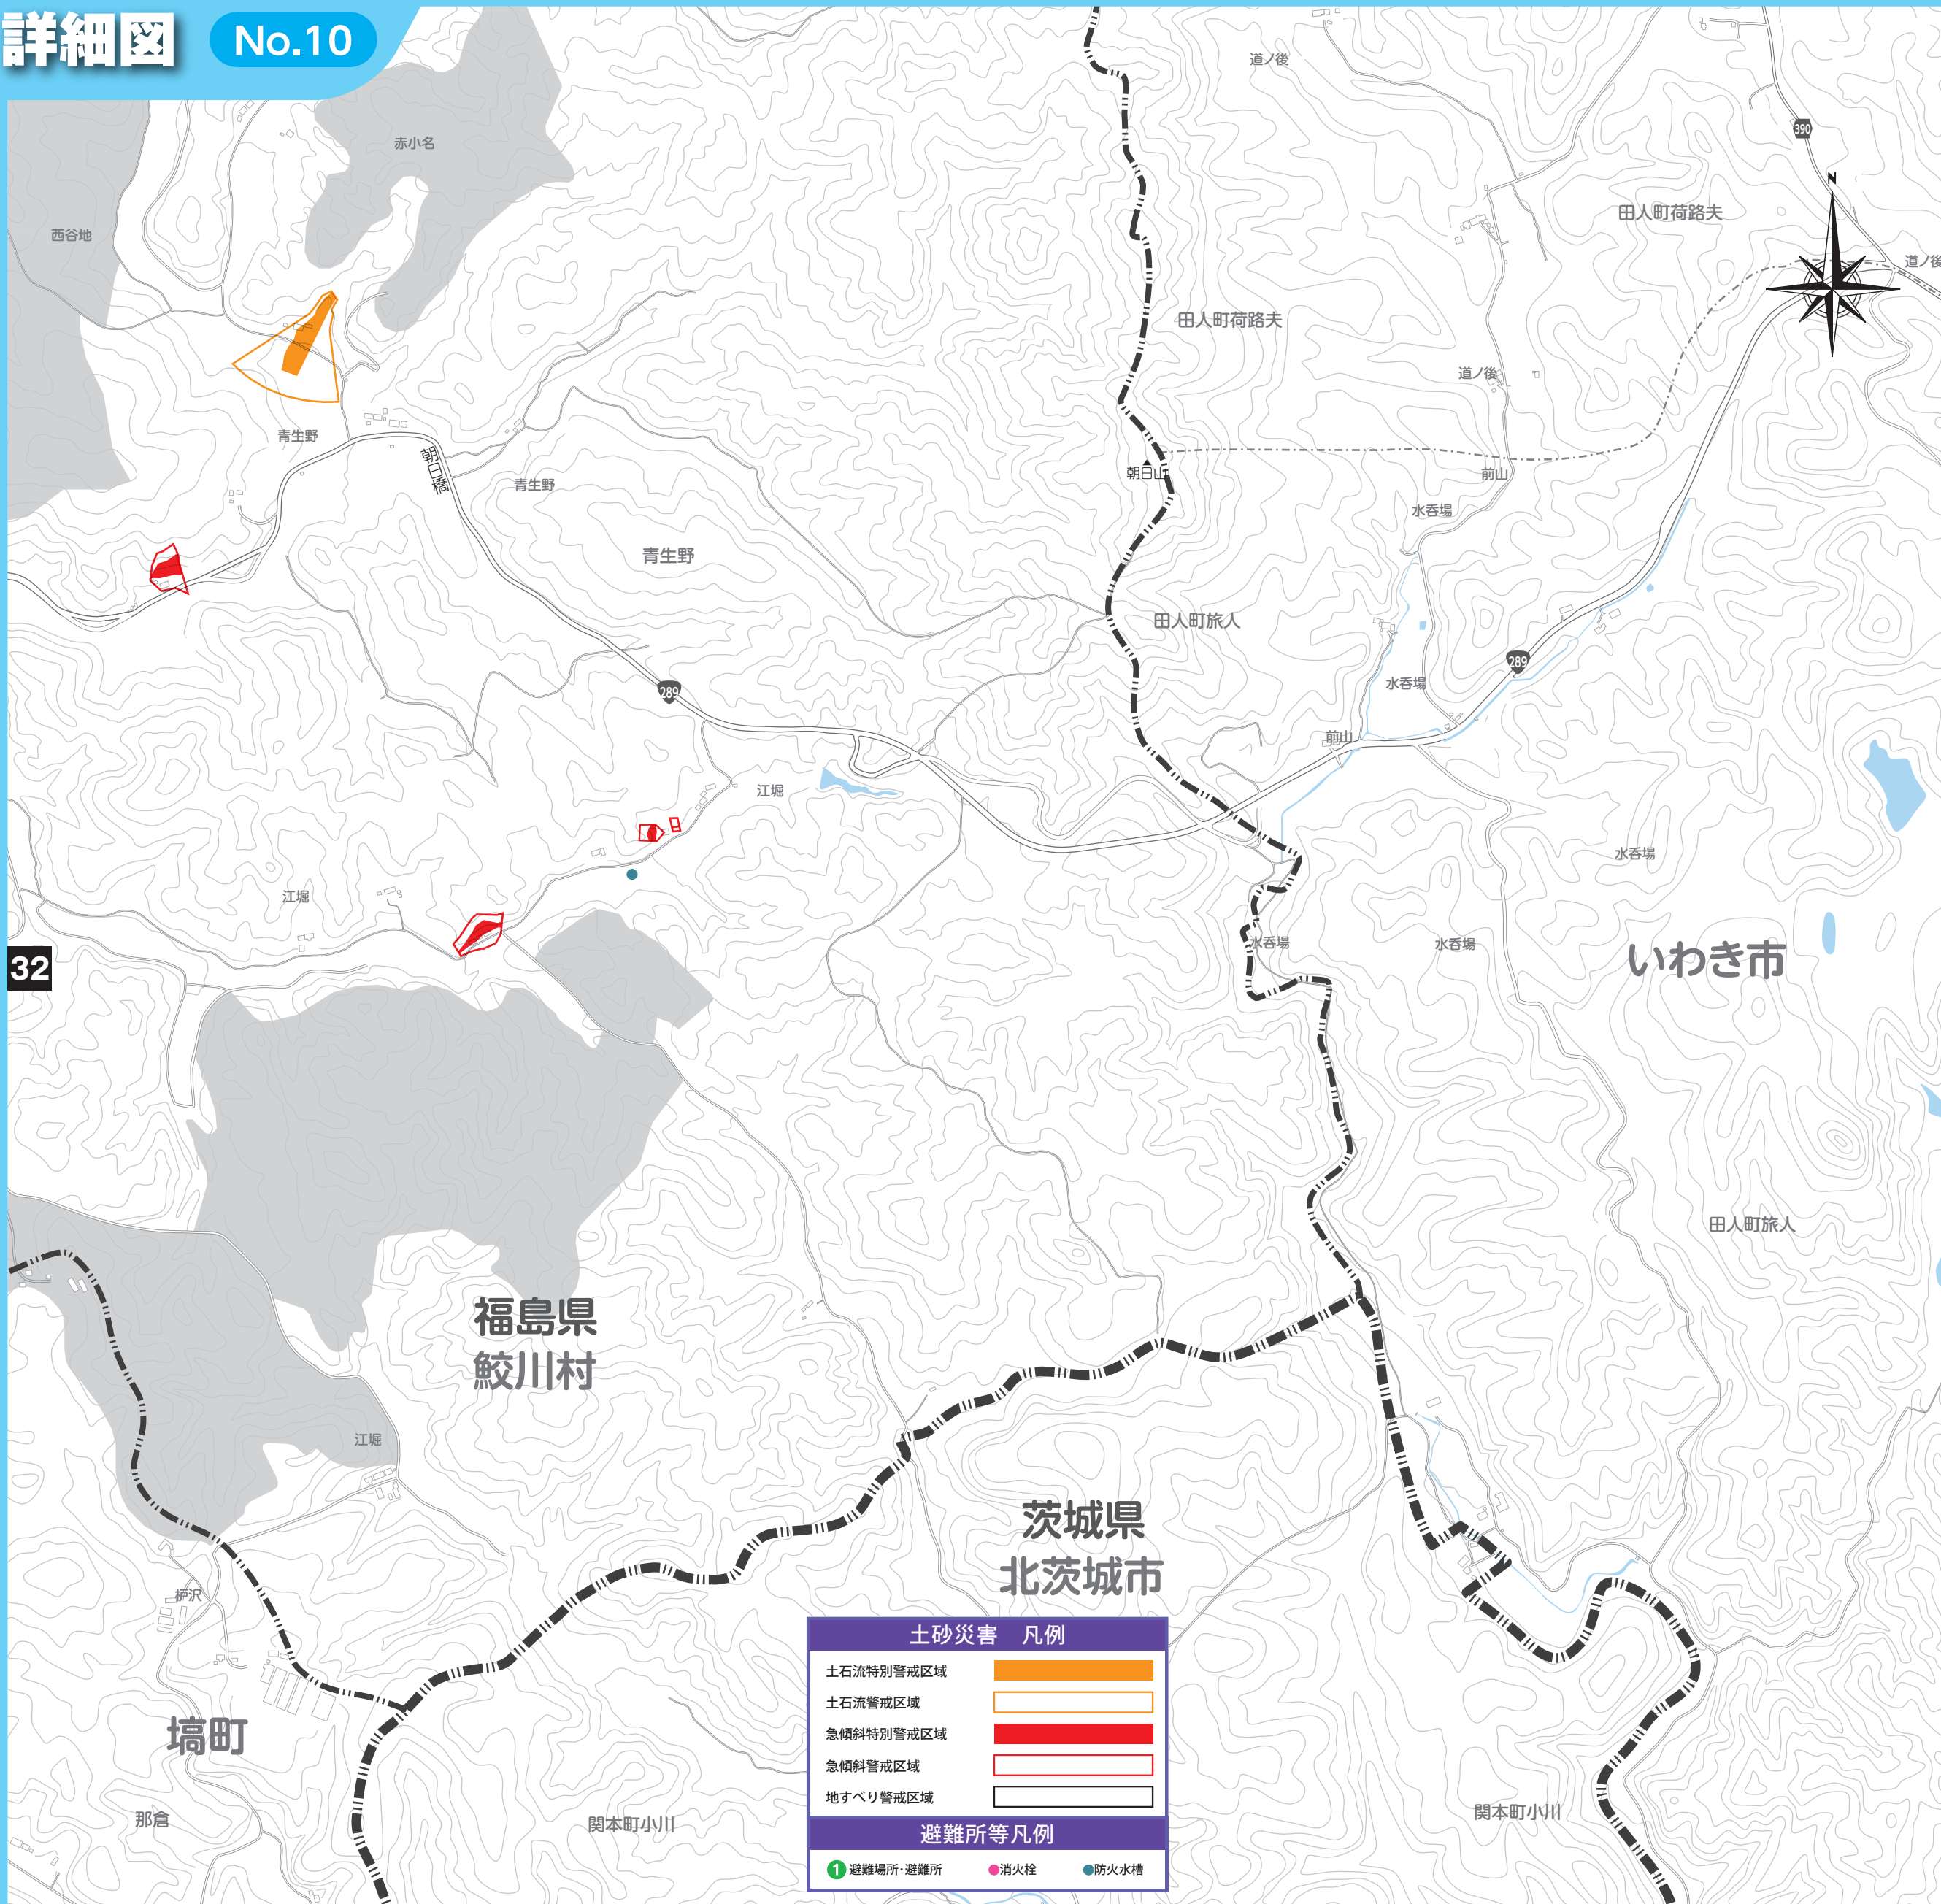 詳細図 No.10
道ノ後
390
赤小名
N
田人町荷路夫
西谷地
道ノ後
田人町荷路夫
道ノ後
青生野
朝日橋
朝日山
前山
青生野
水呑場
青生野
田人町旅人
289
水呑場
289
前山
江堀
水呑場
江堀
水呑場
水呑場
いわき市
32
田人町旅人
福島県
鮫川村
江堀
茨城県
北茨城市
枦沢
塙町
那倉
関本町小川
関本町小川
土砂災害 凡例
土石流特別警戒区域
土石流警戒区域
急傾斜特別警戒区域
急傾斜警戒区域
地すべり警戒区域
避難所等凡例
1 避難場所・避難所 消火栓 防火水槽